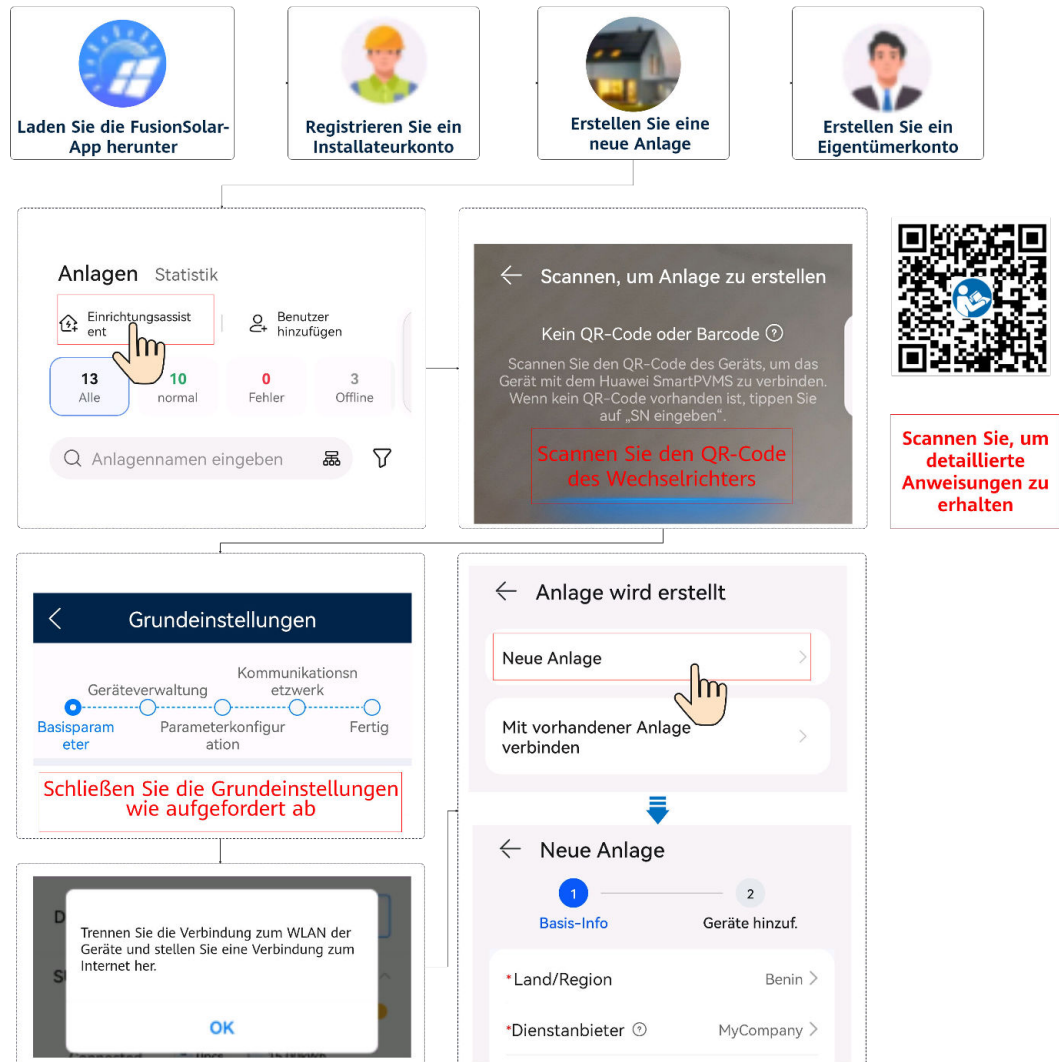 Laden Sie die FusionSolar-
App herunter
Registrieren Sie ein
Installateurkonto
Erstellen Sie eine
neue Anlage
Erstellen Sie ein
Eigentümerkonto
Anlagen Statistik
Einrichtungsassist
ent
Benutzer
hinzufügen
13
Alle
10
normal
0
Fehler
3
Offline
Anlagennamen eingeben
Scannen, um Anlage zu erstellen
Kein QR-Code oder Barcode
Scannen Sie den QR-Code des Geräts, um das
Gerät mit dem Huawei SmartPVMS zu verbinden.
Wenn kein QR-Code vorhanden ist, tippen Sie
auf „SN eingeben“.
Scannen Sie den QR-Code
des Wechselrichters
Scannen Sie, um
detaillierte
Anweisungen zu
erhalten
Grundeinstellungen
Geräteverwaltung
Kommunikationsn
etzwerk
Basisparam
eter
Parameterkonfigur
ation
Fertig
Schließen Sie die Grundeinstellungen
wie aufgefordert ab
Trennen Sie die Verbindung zum WLAN der
Geräte und stellen Sie eine Verbindung zum
Internet her.
OK
Anlage wird erstellt
Neue Anlage
Mit vorhandener Anlage
verbinden
Neue Anlage
1
Basis-Info
2
Geräte hinzuf.
*Land/Region Benin
*Dienstanbieter MyCompany